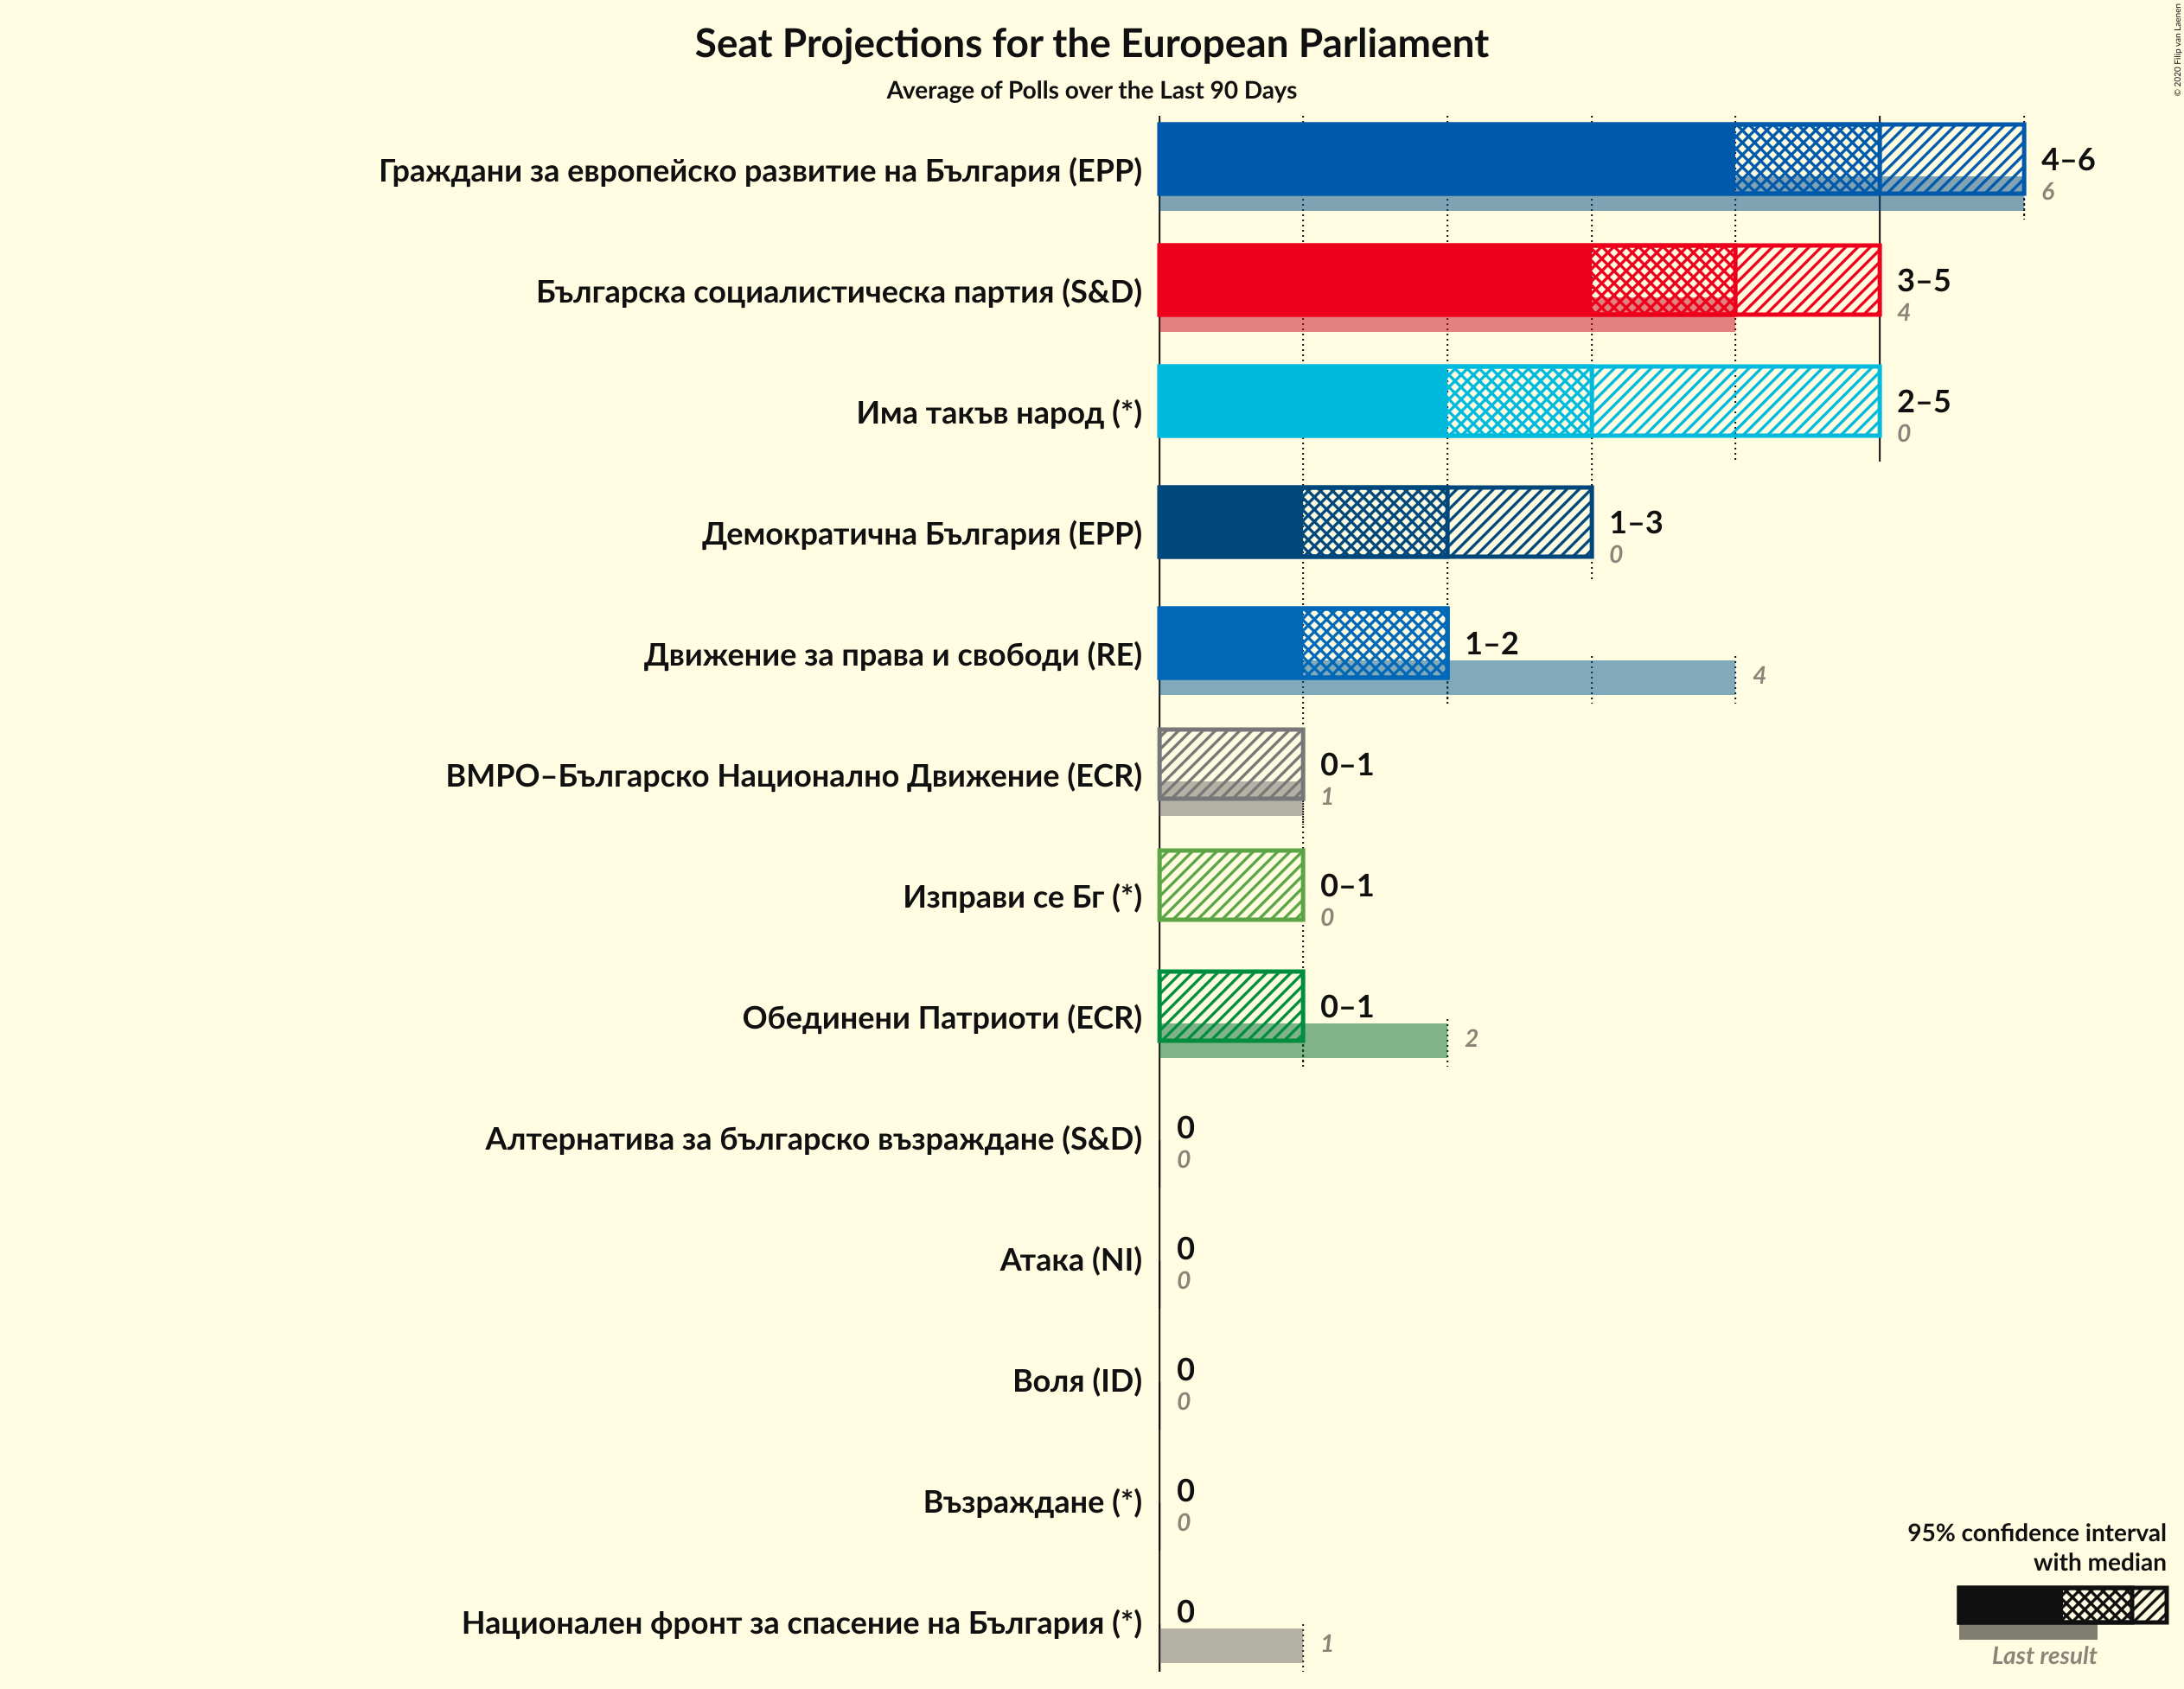 Seat Projections for the European Parliament
Average of Polls over the Last 90 Days
© 2020 Filip van Laenen
Граждани за европейско развитие на България (EPP)
4–6
6
Българска социалистическа партия (S&D)
3–5
4
Има такъв народ (*)
2–5
0
Демократична България (EPP)
1–3
0
Движение за права и свободи (RE)
1–2
4
ВМРО–Българско Национално Движение (ECR)
0–1
1
Изправи се Бг (*)
0–1
0
Обединени Патриоти (ECR)
0–1
2
Алтернатива за българско възраждане (S&D)
0
0
Атака (NI)
0
0
Воля (ID)
0
0
Възраждане (*)
0
0
Национален фронт за спасение на България (*)
0
1
95% confidence interval
with median
Last result